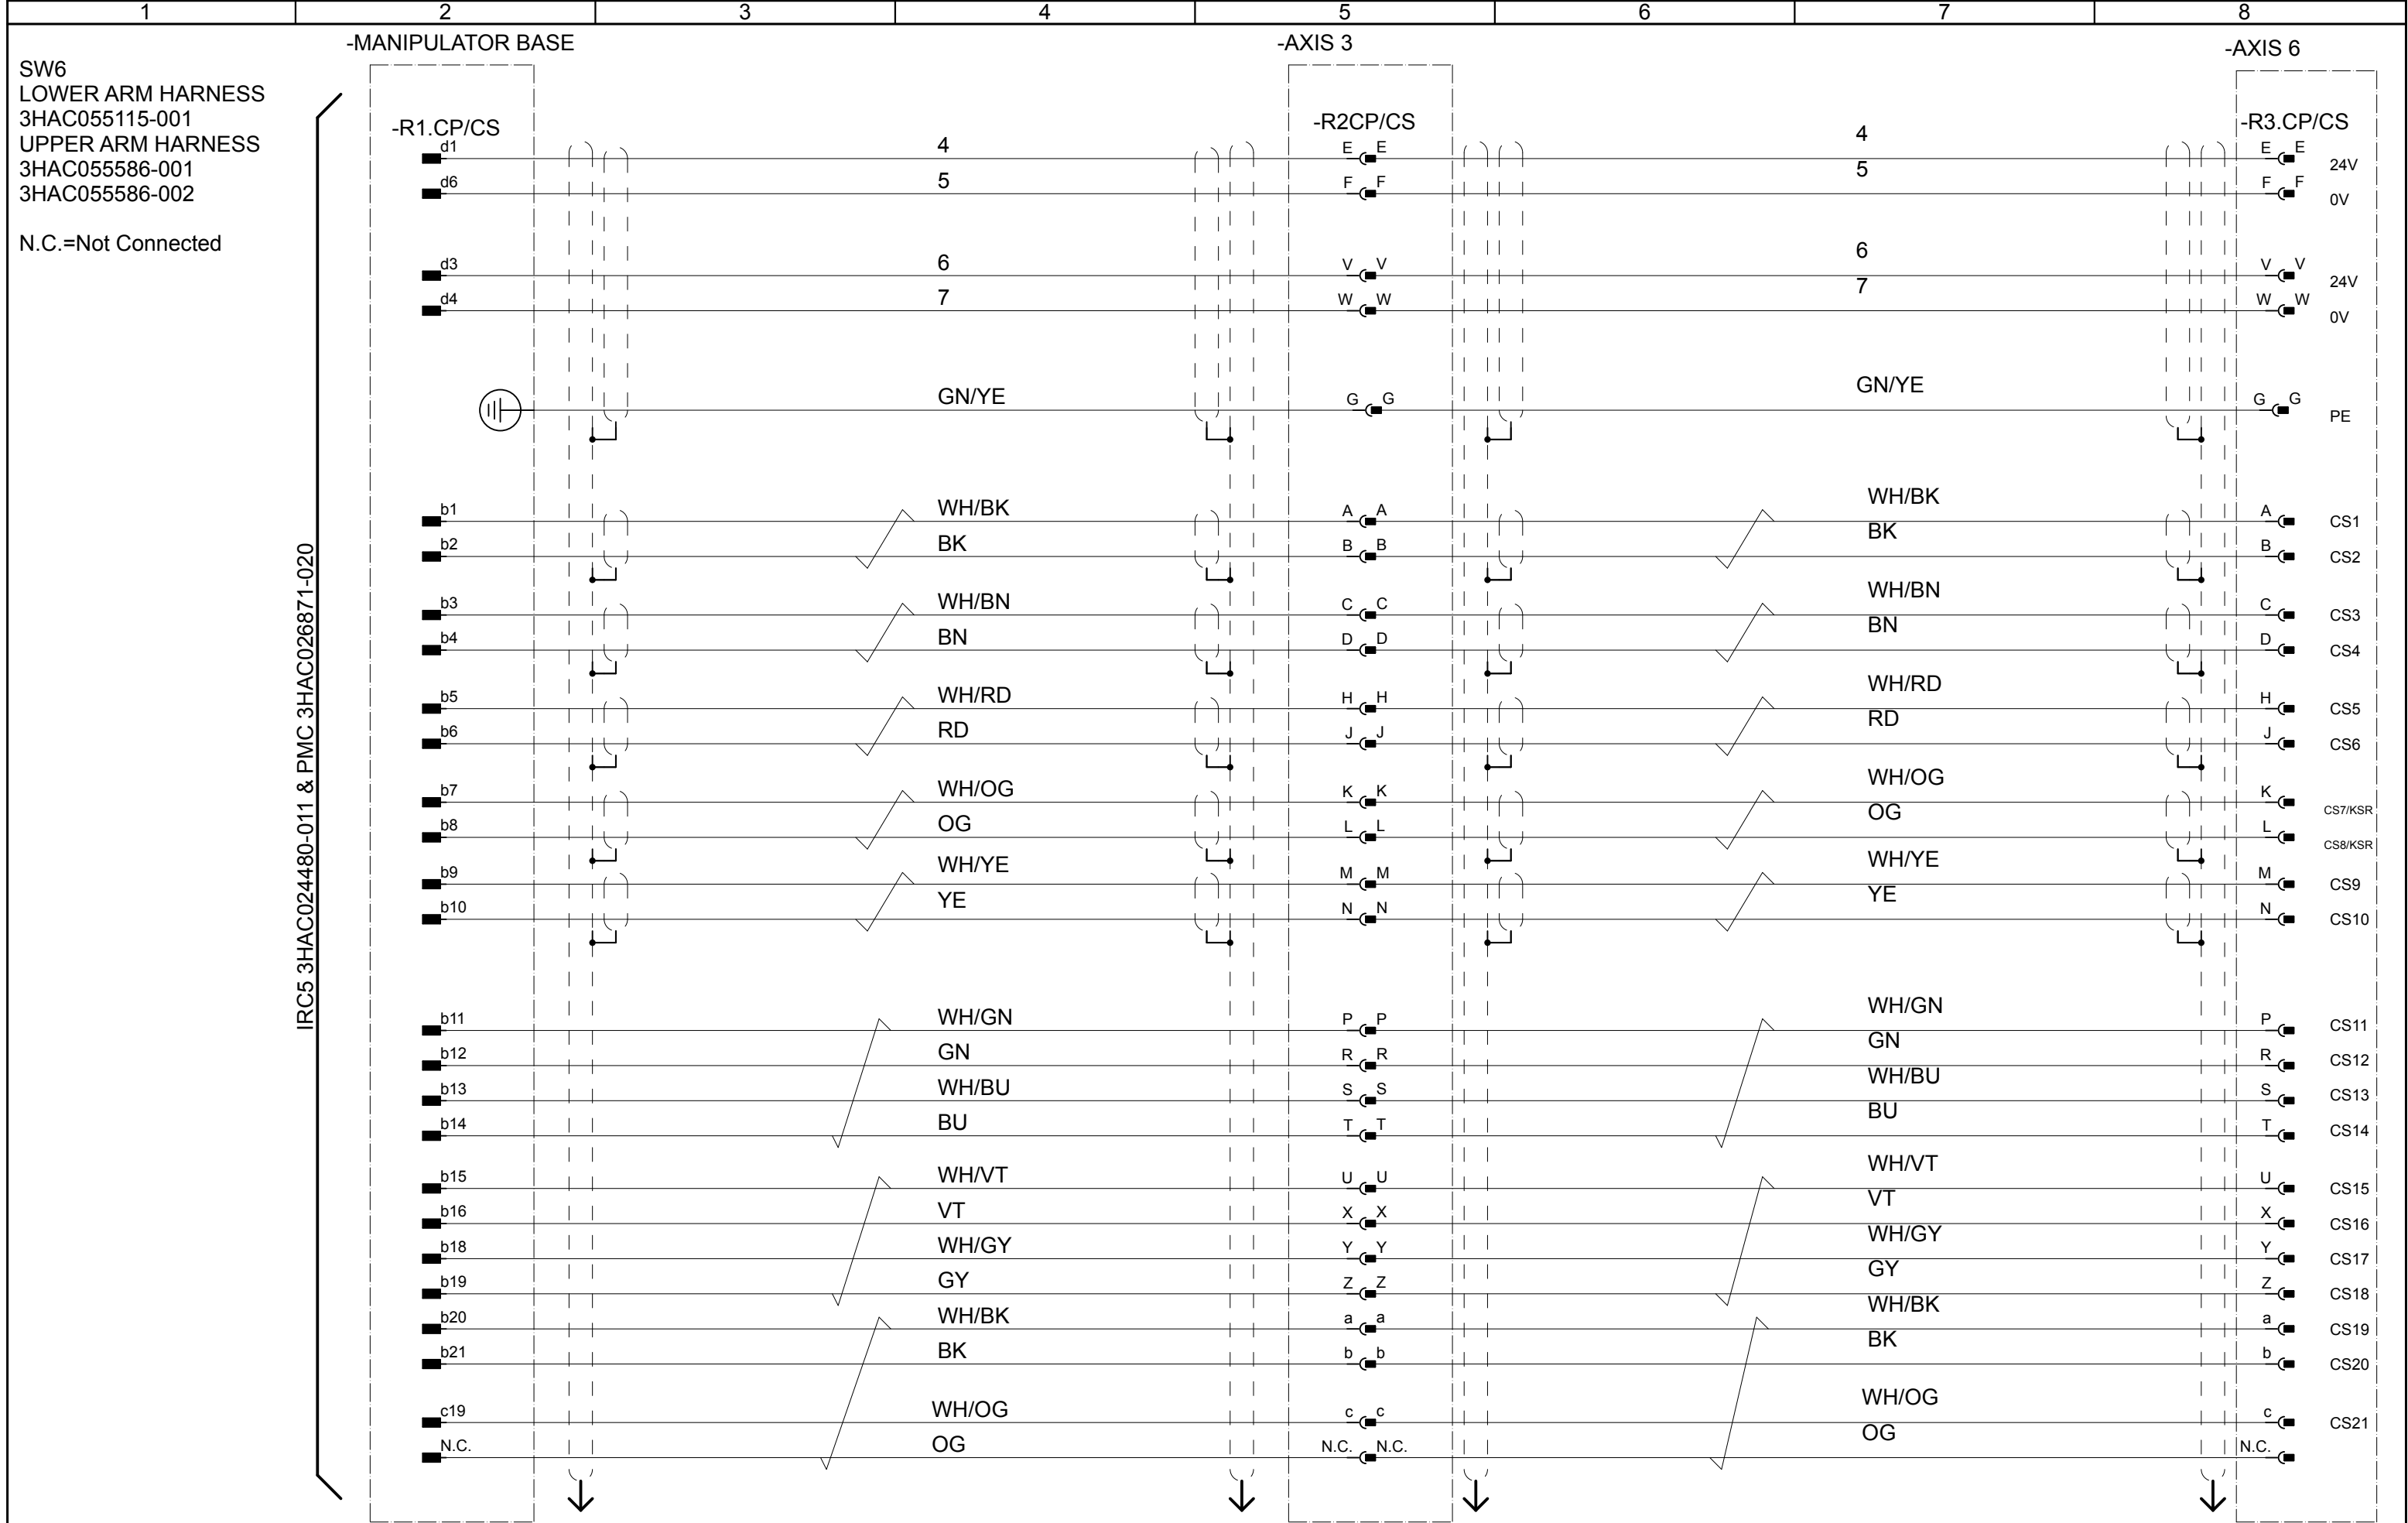 1 2 3 4 5 6 7 8
-MANIPULATOR BASE -AXIS 3 -AXIS 6
SW6
LOWER ARM HARNESS
3HAC055115-001
UPPER ARM HARNESS
3HAC055586-001
3HAC055586-002
N.C.=Not Connected
IRC5 3HAC024480-011 & PMC 3HAC026871-020
-R1.CP/CS -R2CP/CS -R3.CP/CS
d1 4 E E 4 E E 24V
d6 5 F F 5 F F 0V
d3 6 V V 6 V V 24V
d4 7 W W 7 W W 0V
GN/YE G G GN/YE G G PE
b1 WH/BK A A WH/BK A CS1
b2 BK B B BK B CS2
b3 WH/BN C C WH/BN C CS3
b4 BN D D BN D CS4
b5 WH/RD H H WH/RD H CS5
b6 RD J J RD J CS6
b7 WH/OG K K WH/OG K CS7/KSR
b8 OG L L OG L CS8/KSR
b9 WH/YE M M WH/YE M CS9
b10 YE N N YE N CS10
b11 WH/GN P P WH/GN P CS11
b12 GN R R GN R CS12
b13 WH/BU S S WH/BU S CS13
b14 BU T T BU T CS14
b15 WH/VT U U WH/VT U CS15
b16 VT X X VT X CS16
b18 WH/GY Y Y WH/GY Y CS17
b19 GY Z Z GY Z CS18
b20 WH/BK a a WH/BK a CS19
b21 BK b b BK b CS20
c19 WH/OG c c WH/OG c CS21
N.C. OG N.C. N.C. OG N.C.